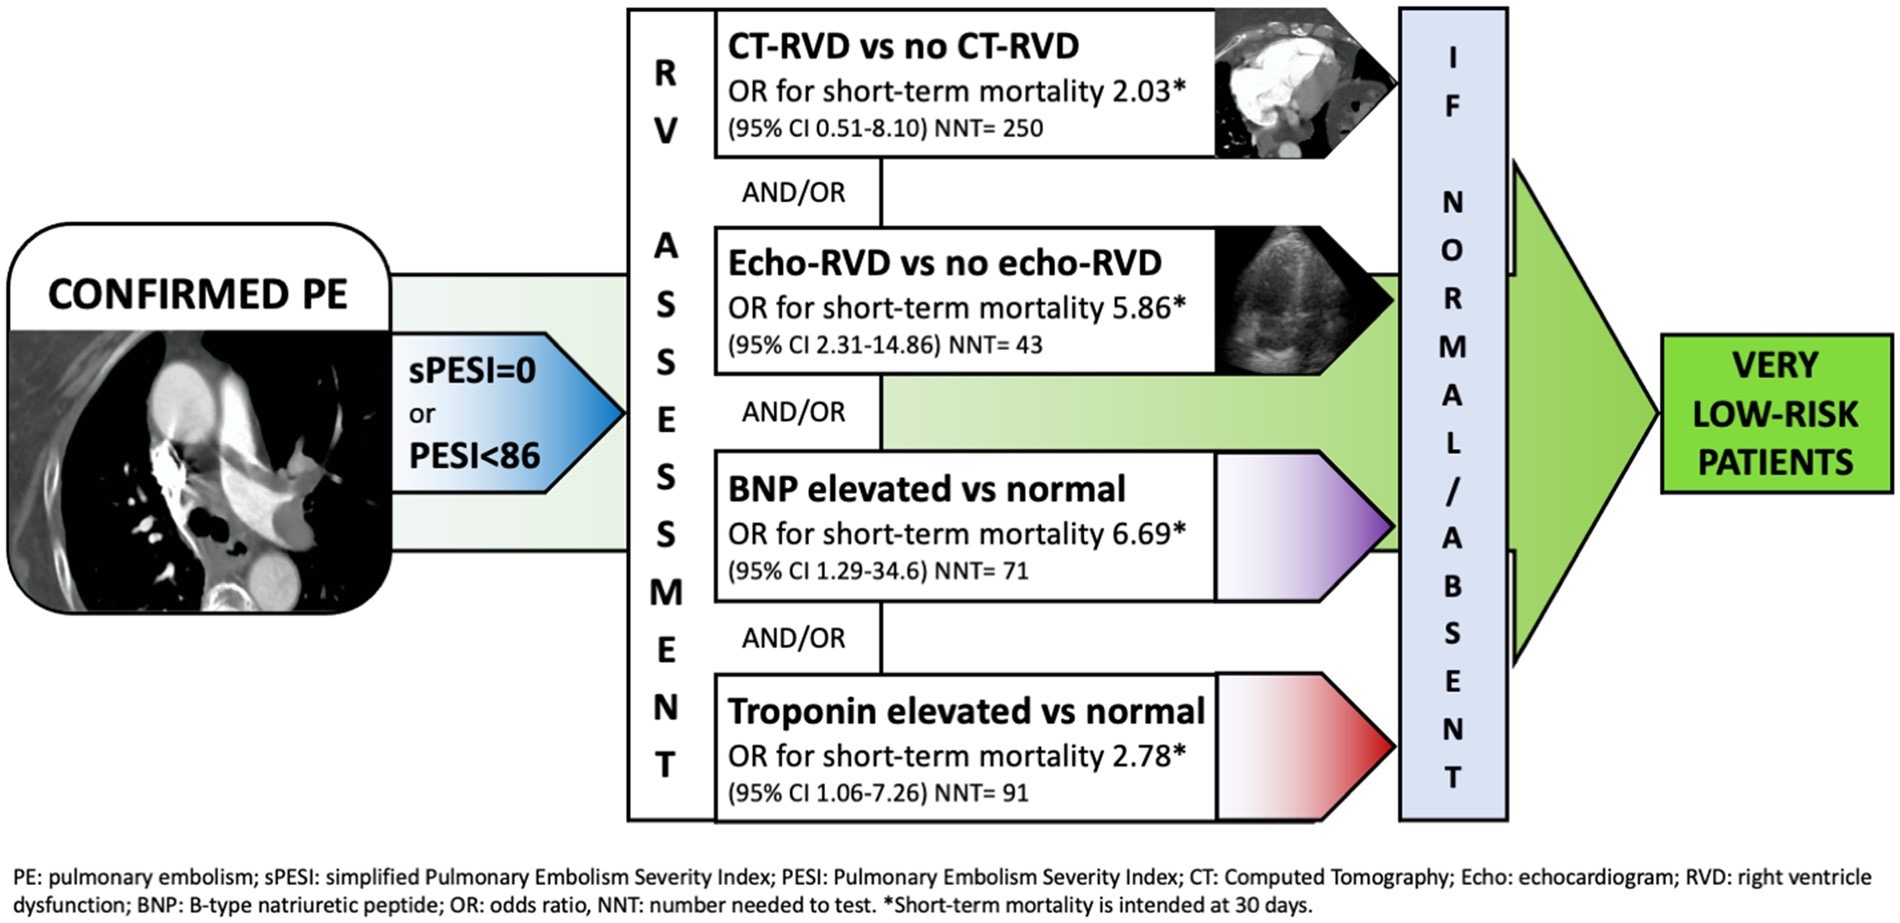 CONFIRMED PE
sPESI=0
or
PESI<86
RV ASSESSMENT
CT-RVD vs no CT-RVD
OR for short-term mortality 2.03*
(95% CI 0.51-8.10) NNT= 250
AND/OR
Echo-RVD vs no echo-RVD
OR for short-term mortality 5.86*
(95% CI 2.31-14.86) NNT= 43
AND/OR
BNP elevated vs normal
OR for short-term mortality 6.69*
(95% CI 1.29-34.6) NNT= 71
AND/OR
Troponin elevated vs normal
OR for short-term mortality 2.78*
(95% CI 1.06-7.26) NNT= 91
IF NORMAL/ABSENT
VERY
LOW-RISK
PATIENTS
PE: pulmonary embolism; sPESI: simplified Pulmonary Embolism Severity Index; PESI: Pulmonary Embolism Severity Index; CT: Computed Tomography; Echo: echocardiogram; RVD: right ventricle
dysfunction; BNP: B-type natriuretic peptide; OR: odds ratio, NNT: number needed to test. *Short-term mortality is intended at 30 days.